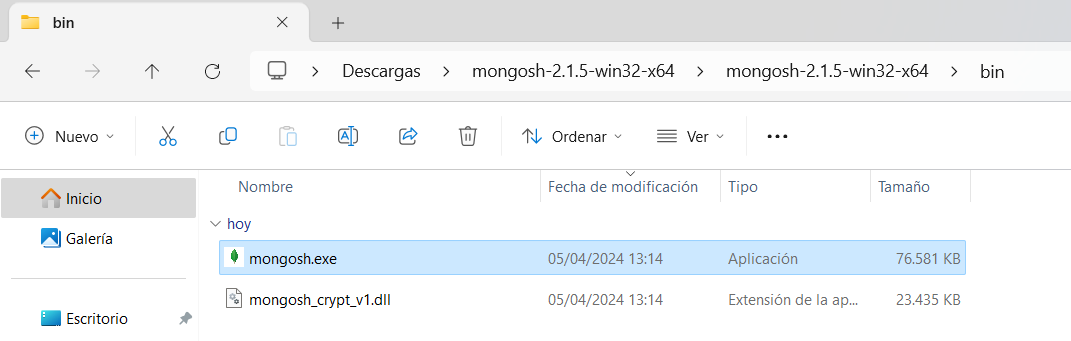 bin
Descargas > mongosh-2.1.5-win32-x64 > mongosh-2.1.5-win32-x64 > bin
Nuevo Ordenar Ver
Nombre Fecha de modificación Tipo Tamaño
Inicio
hoy
Galería
mongosh.exe 05/04/2024 13:14 Aplicación 76.581 KB
mongosh_crypt_v1.dll 05/04/2024 13:14 Extensión de la ap... 23.435 KB
Escritorio